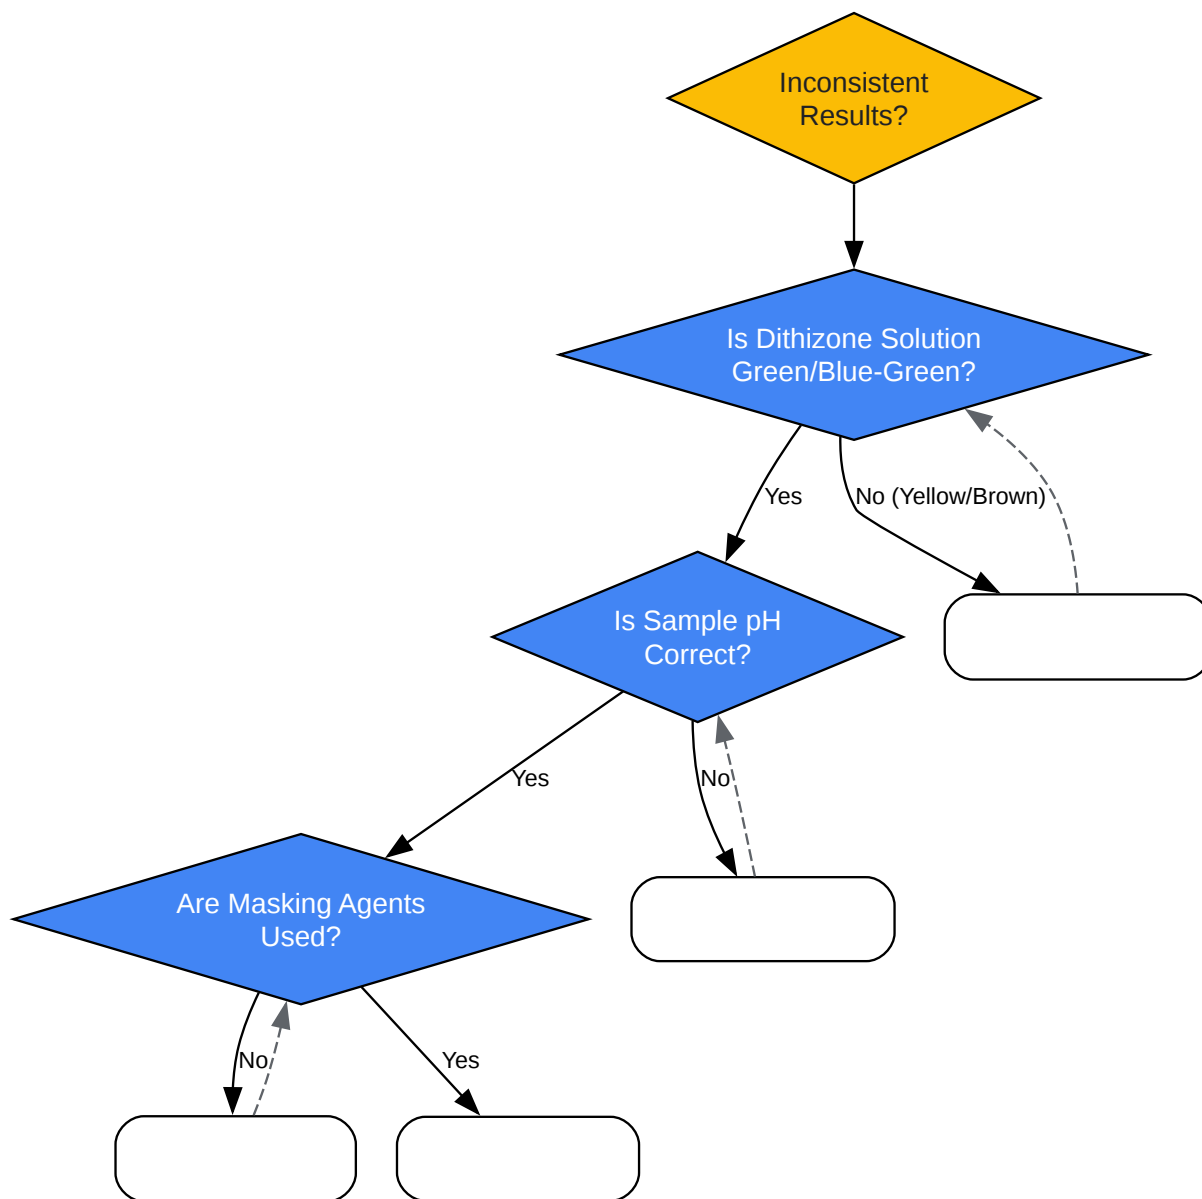 Inconsistent
Results?
Is Dithizone Solution
Green/Blue-Green?
Yes
No (Yellow/Brown)
Is Sample pH
Correct?
Yes
No
Are Masking Agents
Used?
No
Yes